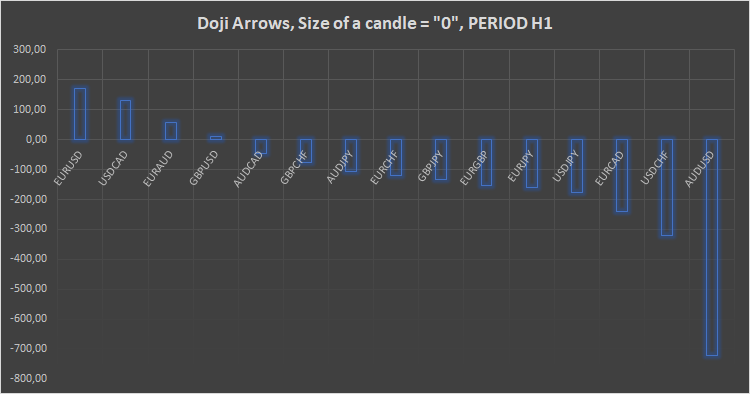 Doji Arrows, Size of a candle = "0", PERIOD H1
300,00
200,00
100,00
0,00
-100,00
-200,00
-300,00
-400,00
-500,00
-600,00
-700,00
-800,00
EURUSD
USDCAD
EURAUD
GBPUSD
AUDCAD
GBPCHF
AUDJPY
EURCHF
GBPJPY
EURGBP
EURJPY
USDJPY
EURCAD
USDCHF
AUDUSD